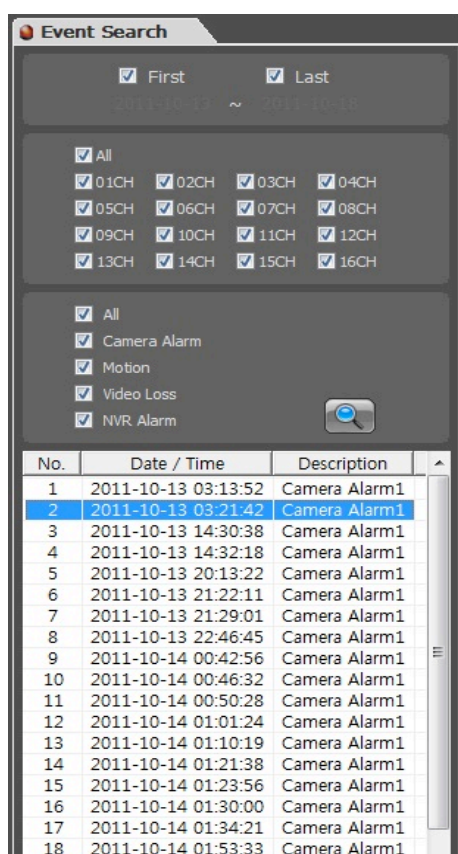 Event Search
First Last
2011-10-13 ~ 2011-10-18
All
01CH 02CH 03CH 04CH
05CH 06CH 07CH 08CH
09CH 10CH 11CH 12CH
13CH 14CH 15CH 16CH
All
Camera Alarm
Motion
Video Loss
NVR Alarm
No. Date / Time Description
1 2011-10-13 03:13:52 Camera Alarm1
2 2011-10-13 03:21:42 Camera Alarm1
3 2011-10-13 14:30:38 Camera Alarm1
4 2011-10-13 14:32:18 Camera Alarm1
5 2011-10-13 20:13:22 Camera Alarm1
6 2011-10-13 21:22:11 Camera Alarm1
7 2011-10-13 21:29:01 Camera Alarm1
8 2011-10-13 22:46:45 Camera Alarm1
9 2011-10-14 00:42:56 Camera Alarm1
10 2011-10-14 00:46:32 Camera Alarm1
11 2011-10-14 00:50:28 Camera Alarm1
12 2011-10-14 01:01:24 Camera Alarm1
13 2011-10-14 01:10:19 Camera Alarm1
14 2011-10-14 01:21:38 Camera Alarm1
15 2011-10-14 01:23:56 Camera Alarm1
16 2011-10-14 01:30:00 Camera Alarm1
17 2011-10-14 01:34:21 Camera Alarm1
18 2011-10-14 01:53:33 Camera Alarm1